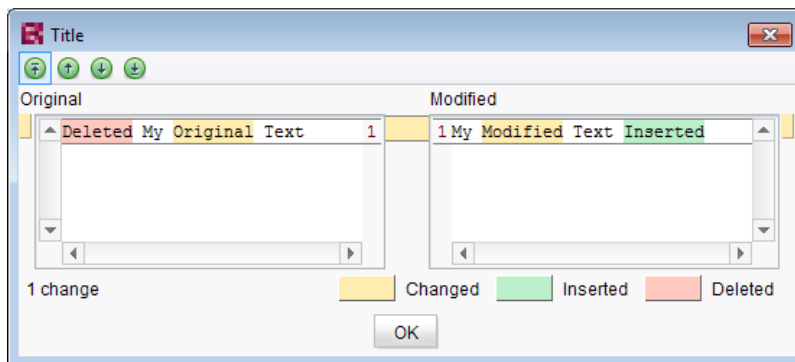 Title
Original Modified
Deleted My Original Text 1 1 My Modified Text Inserted
1 change Changed Inserted Deleted
OK